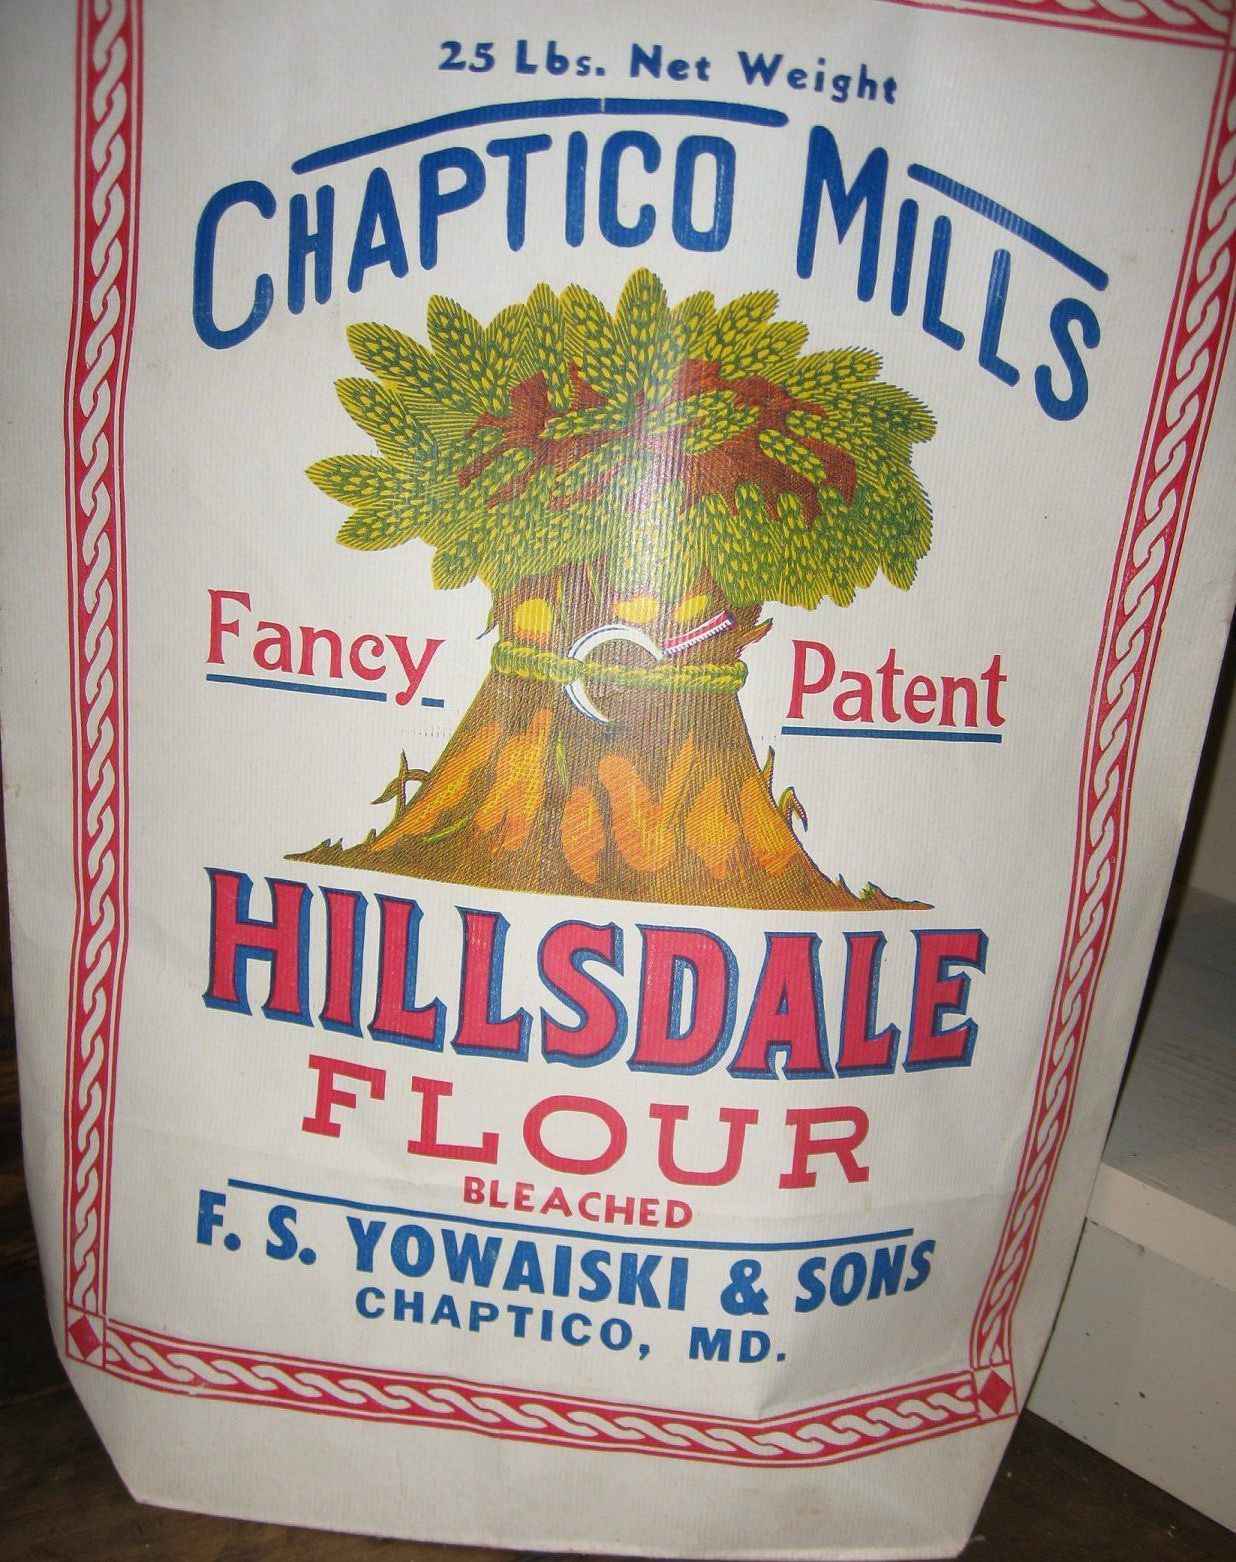 25 Lbs. Net Weight
CHAPTICO MILLS
Fancy Patent
HILLSDALE
FLOUR
BLEACHED
F. S. YOWAISKI & SONS
CHAPTICO, MD.